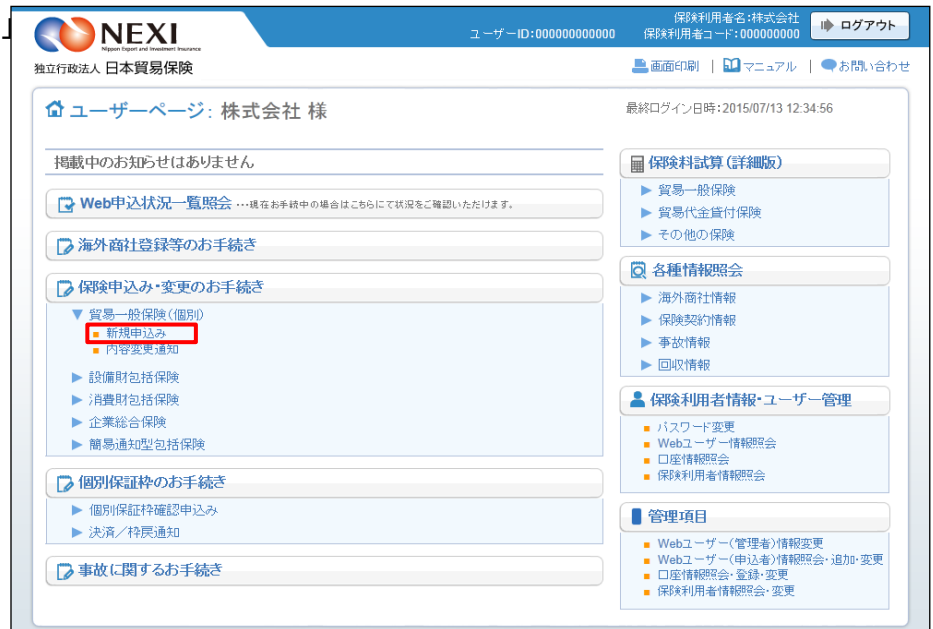 NEXI
Nippon Export and Investment Insurance
独立行政法人 日本貿易保険
ユーザーID:000000000000
保険利用者名:株式会社
保険利用者コード:000000000
ログアウト
画面印刷 | マニュアル | お問い合わせ
ユーザーページ: 株式会社 様
最終ログイン日時:2015/07/13 12:34:56
掲載中のお知らせはありません
Web申込状況一覧照会 …現在お手続中の場合はこちらにて状況をご確認いただけます。
海外商社登録等のお手続き
保険申込み・変更のお手続き
貿易一般保険(個別)
新規申込み
内容変更通知
設備財包括保険
消費財包括保険
企業総合保険
簡易通知型包括保険
個別保証枠のお手続き
個別保証枠確認申込み
決済/枠戻通知
事故に関するお手続き
保険料試算(詳細版)
貿易一般保険
貿易代金貸付保険
その他の保険
各種情報照会
海外商社情報
保険契約情報
事故情報
回収情報
保険利用者情報・ユーザー管理
パスワード変更
Webユーザー情報照会
口座情報照会
保険利用者情報照会
管理項目
Webユーザー(管理者)情報変更
Webユーザー(申込者)情報照会・追加・変更
口座情報照会・登録・変更
保険利用者情報照会・変更